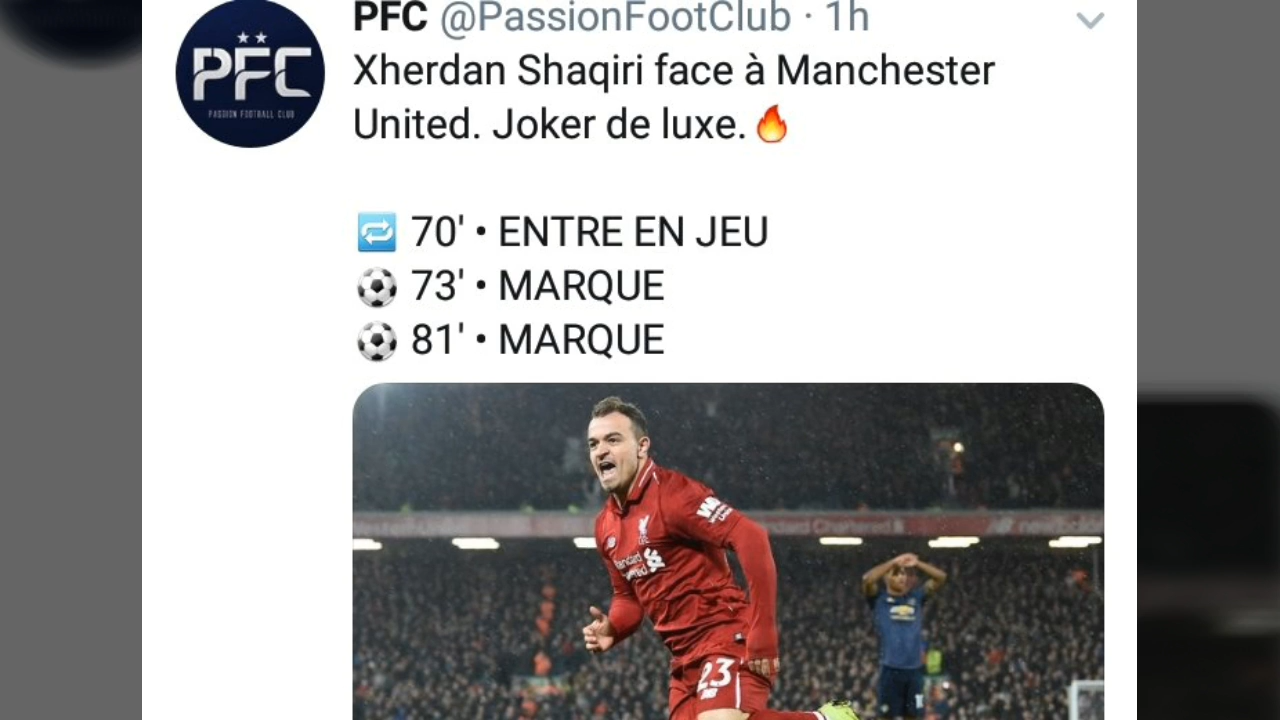 PFC @PassionFootClub · 1h
PFC
PASSION FOOTBALL CLUB
Xherdan Shaqiri face à Manchester
United. Joker de luxe.🔥
🔁 70' • ENTRE EN JEU
⚽ 73' • MARQUE
⚽ 81' • MARQUE
Standard
23